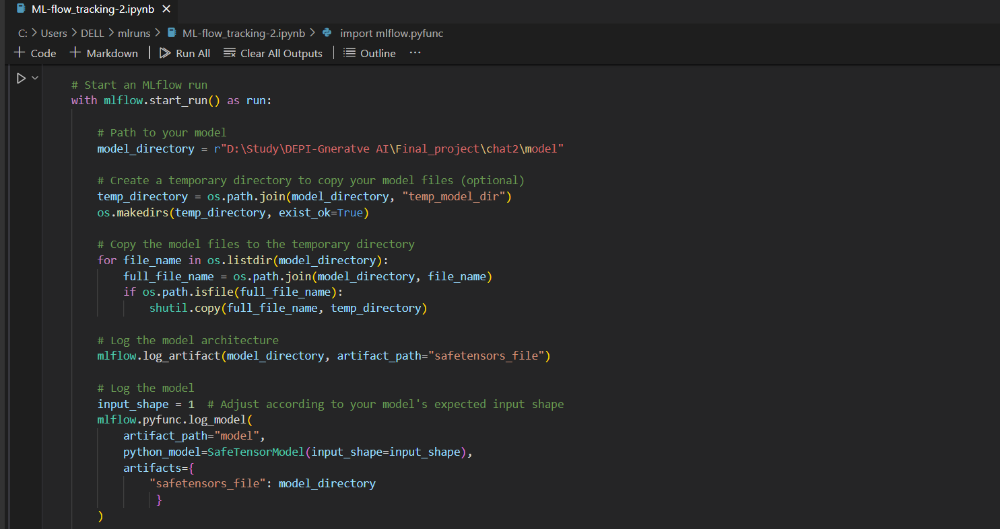 ML-flow_tracking-2.ipynb
C: > Users > DELL > mlruns > ML-flow_tracking-2.ipynb > import mlflow.pyfunc
+ Code + Markdown | Run All Clear All Outputs | Outline ...
# Start an MLflow run
with mlflow.start_run() as run:
# Path to your model
model_directory = r"D:\Study\DEPI-Gneratve AI\Final_project\chat2\model"
# Create a temporary directory to copy your model files (optional)
temp_directory = os.path.join(model_directory, "temp_model_dir")
os.makedirs(temp_directory, exist_ok=True)
# Copy the model files to the temporary directory
for file_name in os.listdir(model_directory):
full_file_name = os.path.join(model_directory, file_name)
if os.path.isfile(full_file_name):
shutil.copy(full_file_name, temp_directory)
# Log the model architecture
mlflow.log_artifact(model_directory, artifact_path="safetensors_file")
# Log the model
input_shape = 1 # Adjust according to your model's expected input shape
mlflow.pyfunc.log_model(
artifact_path="model",
python_model=SafeTensorModel(input_shape=input_shape),
artifacts={
"safetensors_file": model_directory
}
)